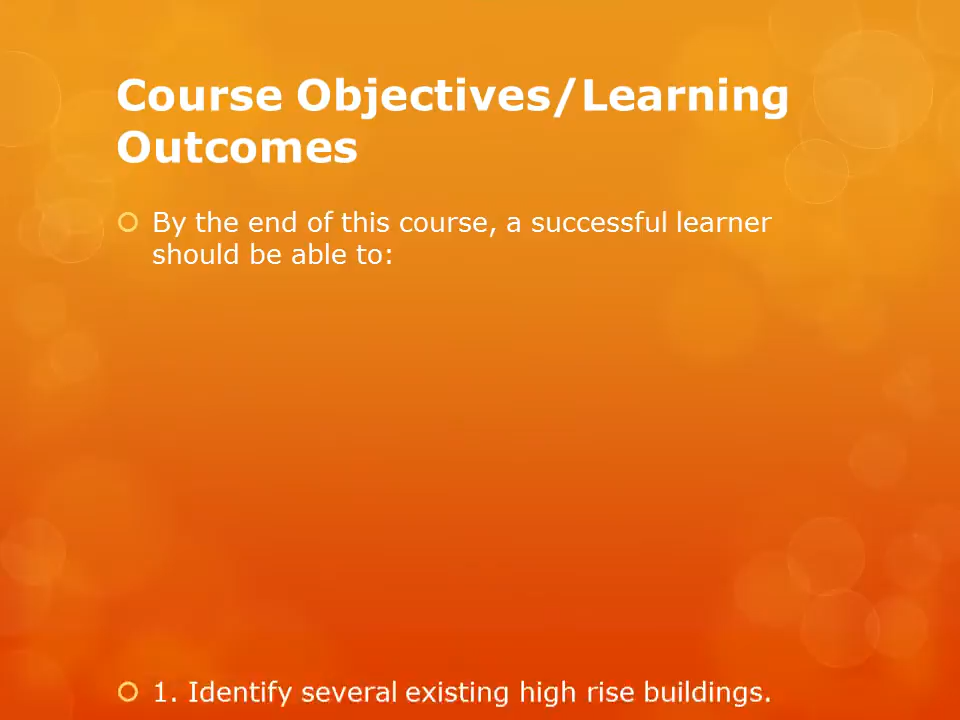 Course Objectives/Learning
Outcomes
By the end of this course, a successful learner
should be able to:
1. Identify several existing high rise buildings.